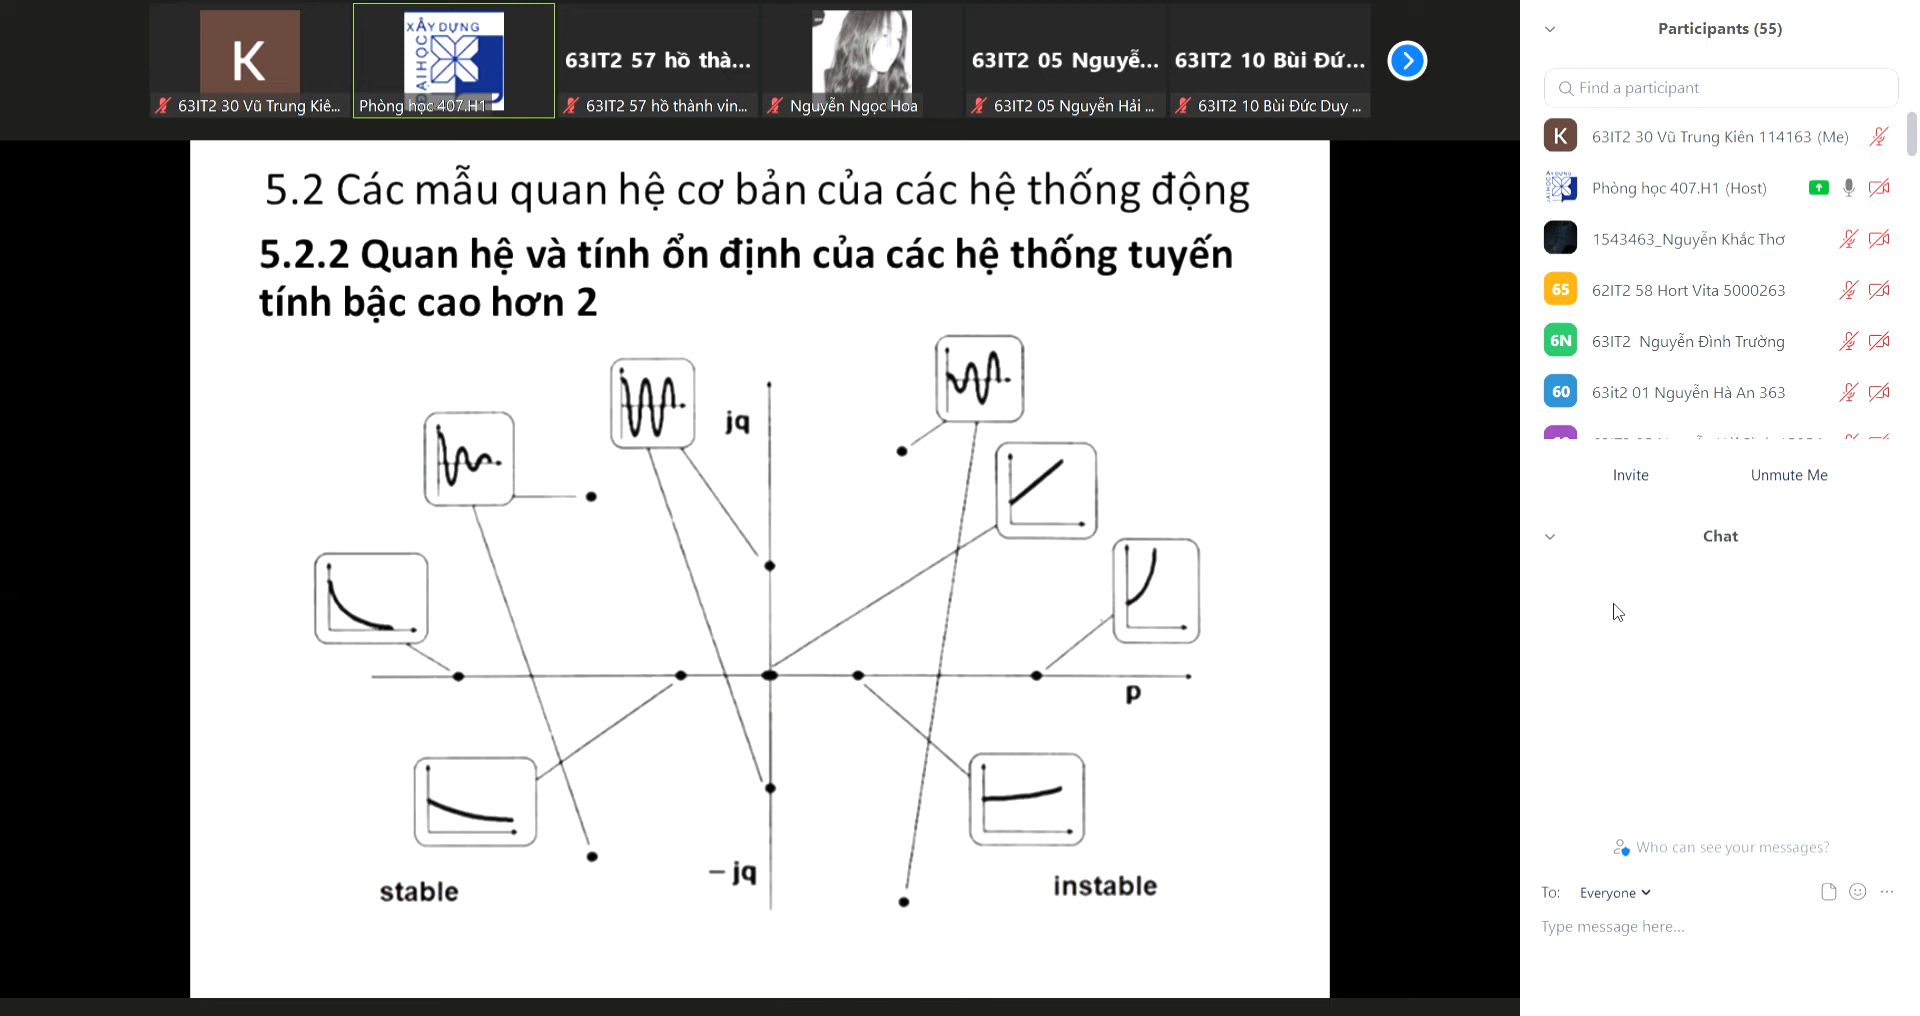 K
63IT2 30 Vũ Trung Kiê...
XÂY DỰNG
ĐẠI HỌC
Phòng học 407.H1
63IT2 57 hồ thà...
63IT2 57 hồ thành vin...
Nguyễn Ngọc Hoa
63IT2 05 Nguyễ...
63IT2 05 Nguyễn Hải ...
63IT2 10 Bùi Đứ...
63IT2 10 Bùi Đức Duy ...
5.2 Các mẫu quan hệ cơ bản của các hệ thống động
5.2.2 Quan hệ và tính ổn định của các hệ thống tuyến
tính bậc cao hơn 2
jq
p
– jq
stable
instable
Participants (55)
Find a participant
K
63IT2 30 Vũ Trung Kiên 114163 (Me)
XÂY DỰNG
Phòng học 407.H1 (Host)
1543463_Nguyễn Khắc Thơ
65
62IT2 58 Hort Vita 5000263
6N
63IT2 Nguyễn Đình Trường
60
63it2 01 Nguyễn Hà An 363
Invite
Unmute Me
Chat
Who can see your messages?
To: Everyone
Type message here...